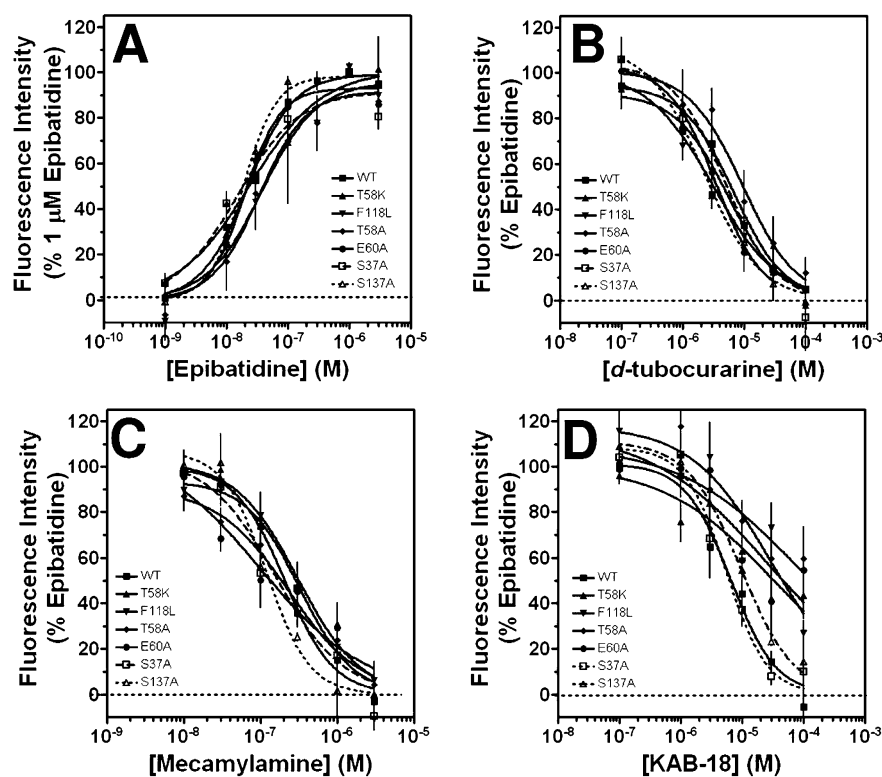 A
Fluorescence Intensity
(% 1 µM Epibatidine)
120
100
80
60
40
20
0
WT
T58K
F118L
T58A
E60A
S37A
S137A
10-10 10-9 10-8 10-7 10-6 10-5
[Epibatidine] (M)
B
Fluorescence Intensity
(% Epibatidine)
120
100
80
60
40
20
0
WT
T58K
F118L
T58A
E60A
S37A
S137A
10-8 10-7 10-6 10-5 10-4 10-3
[d-tubocurarine] (M)
C
Fluorescence Intensity
(% Epibatidine)
120
100
80
60
40
20
0
WT
T58K
F118L
T58A
E60A
S37A
S137A
10-9 10-8 10-7 10-6 10-5
[Mecamylamine] (M)
D
Fluorescence Intensity
(% Epibatidine)
120
100
80
60
40
20
0
WT
T58K
F118L
T58A
E60A
S37A
S137A
10-8 10-7 10-6 10-5 10-4 10-3
[KAB-18] (M)